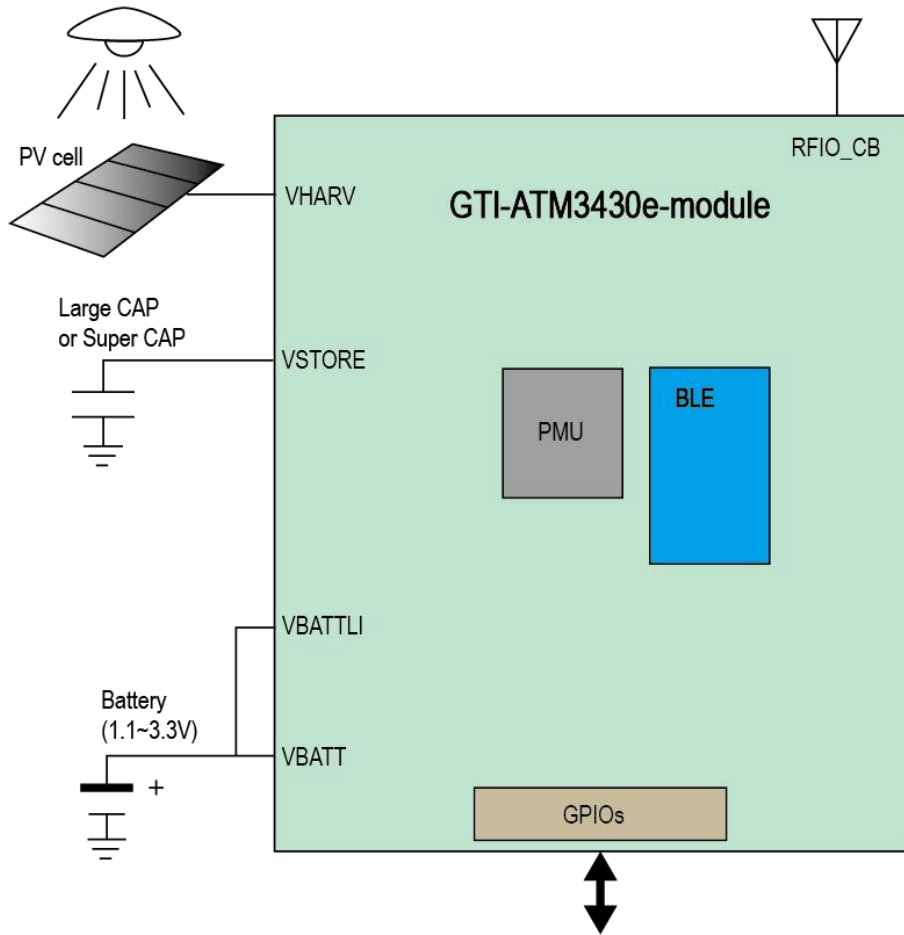 RFIO_CB
PV cell
VHARV
GTI-ATM3430e-module
Large CAP
or Super CAP
VSTORE
PMU
BLE
VBATTLI
Battery
(1.1~3.3V)
VBATT
+
GPIOs